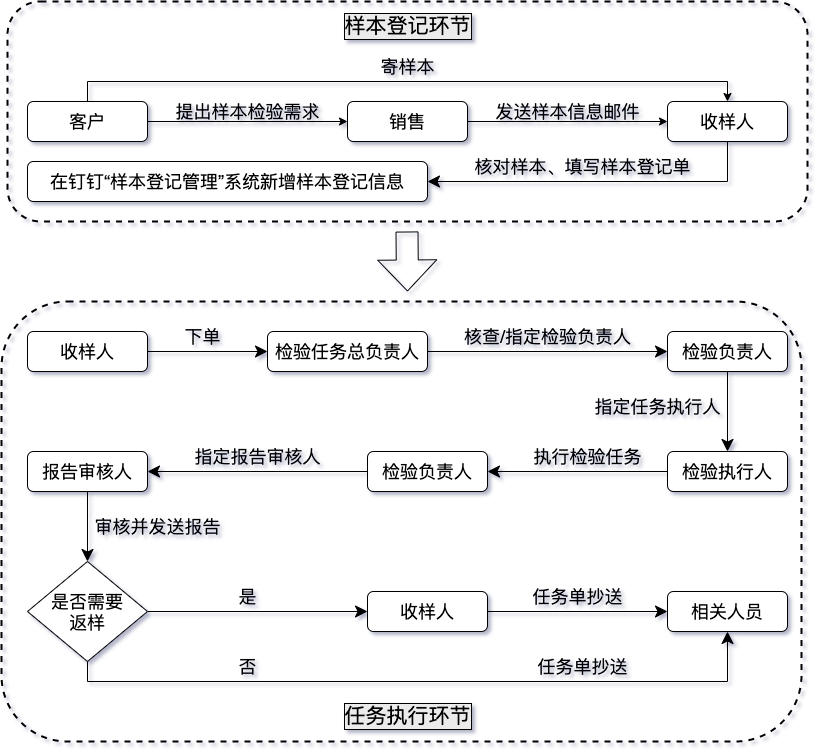 样本登记环节
寄样本
客户
提出样本检验需求
销售
发送样本信息邮件
收样人
在钉钉“样本登记管理”系统新增样本登记信息
核对样本、填写样本登记单
收样人
下单
检验任务总负责人
核查/指定检验负责人
检验负责人
指定任务执行人
报告审核人
指定报告审核人
检验负责人
执行检验任务
检验执行人
审核并发送报告
是否需要
返样
是
收样人
任务单抄送
相关人员
否
任务单抄送
任务执行环节